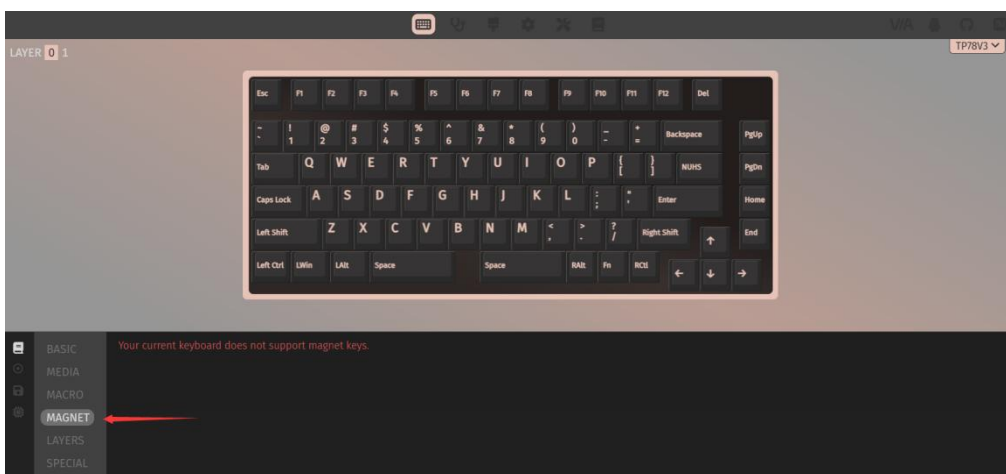 VIA
LAYER 0 1
TP78V3
Esc F1 F2 F3 F4 F5 F6 F7 F8 F9 F10 F11 F12 Del
~ ! @ # $ % ^ & * ( ) _ +
` 1 2 3 4 5 6 7 8 9 0 - = Backspace PgUp
Tab Q W E R T Y U I O P { [ } ] NUHS PgDn
Caps Lock A S D F G H J K L : ; " ' Enter Home
Left Shift Z X C V B N M < , > . ? / Right Shift ↑ End
Left Ctrl LWin LAlt Space Space RAlt Fn RCtl ← ↓ →
BASIC
Your current keyboard does not support magnet keys.
MEDIA
MACRO
MAGNET
LAYERS
SPECIAL